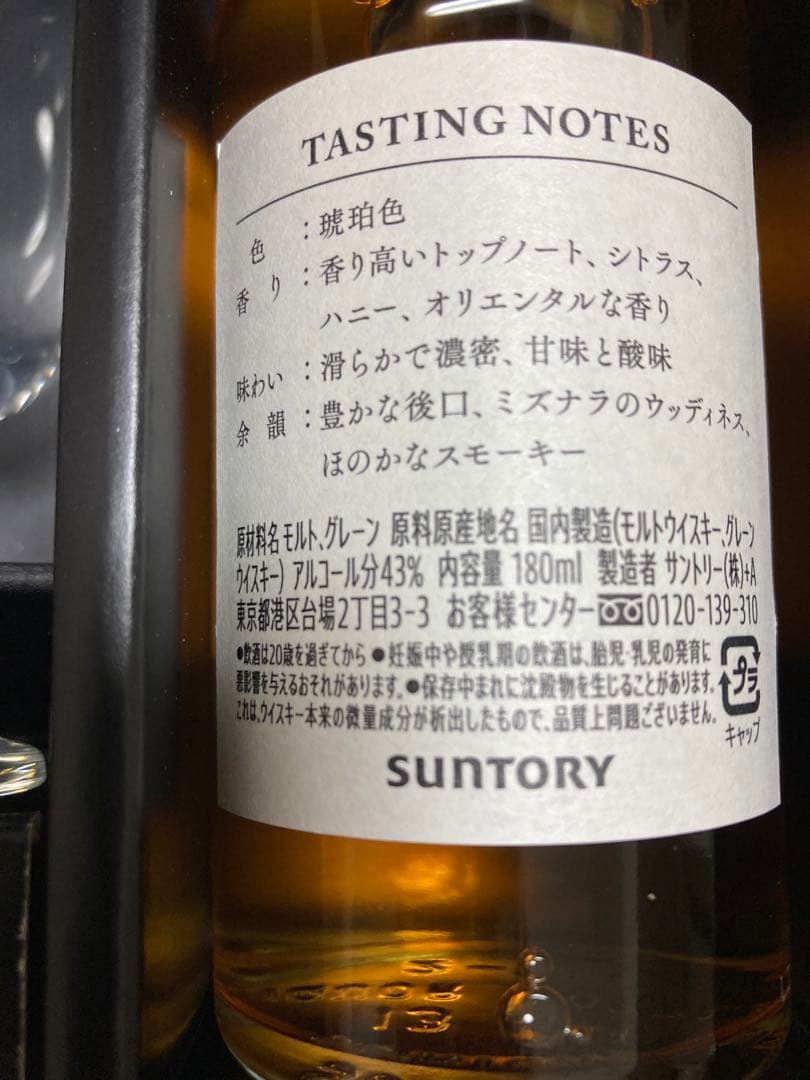 TASTING NOTES
色 : 琥珀色
香り : 香り高いトップノート、シトラス、
ハニー、オリエンタルな香り
味わい : 滑らかで濃密、甘味と酸味
余韻 : 豊かな後口、ミズナラのウッディネス、
ほのかなスモーキー
原材料名 モルト、グレーン 原料原産地名 国内製造(モルトウイスキー、グレーン
ウイスキー) アルコール分43% 内容量 180ml 製造者 サントリー(株)+A
東京都港区台場2丁目3-3 お客様センター 0120-139-310
●飲酒は20歳を過ぎてから ●妊娠中や授乳期の飲酒は、胎児・乳児の発育に
悪影響を与えるおそれがあります。●保存中まれに沈殿物を生じることがあります。
これは、ウイスキー本来の微量成分が析出したもので、品質上問題ございません。
プラ
キャップ
SUNTORY
13